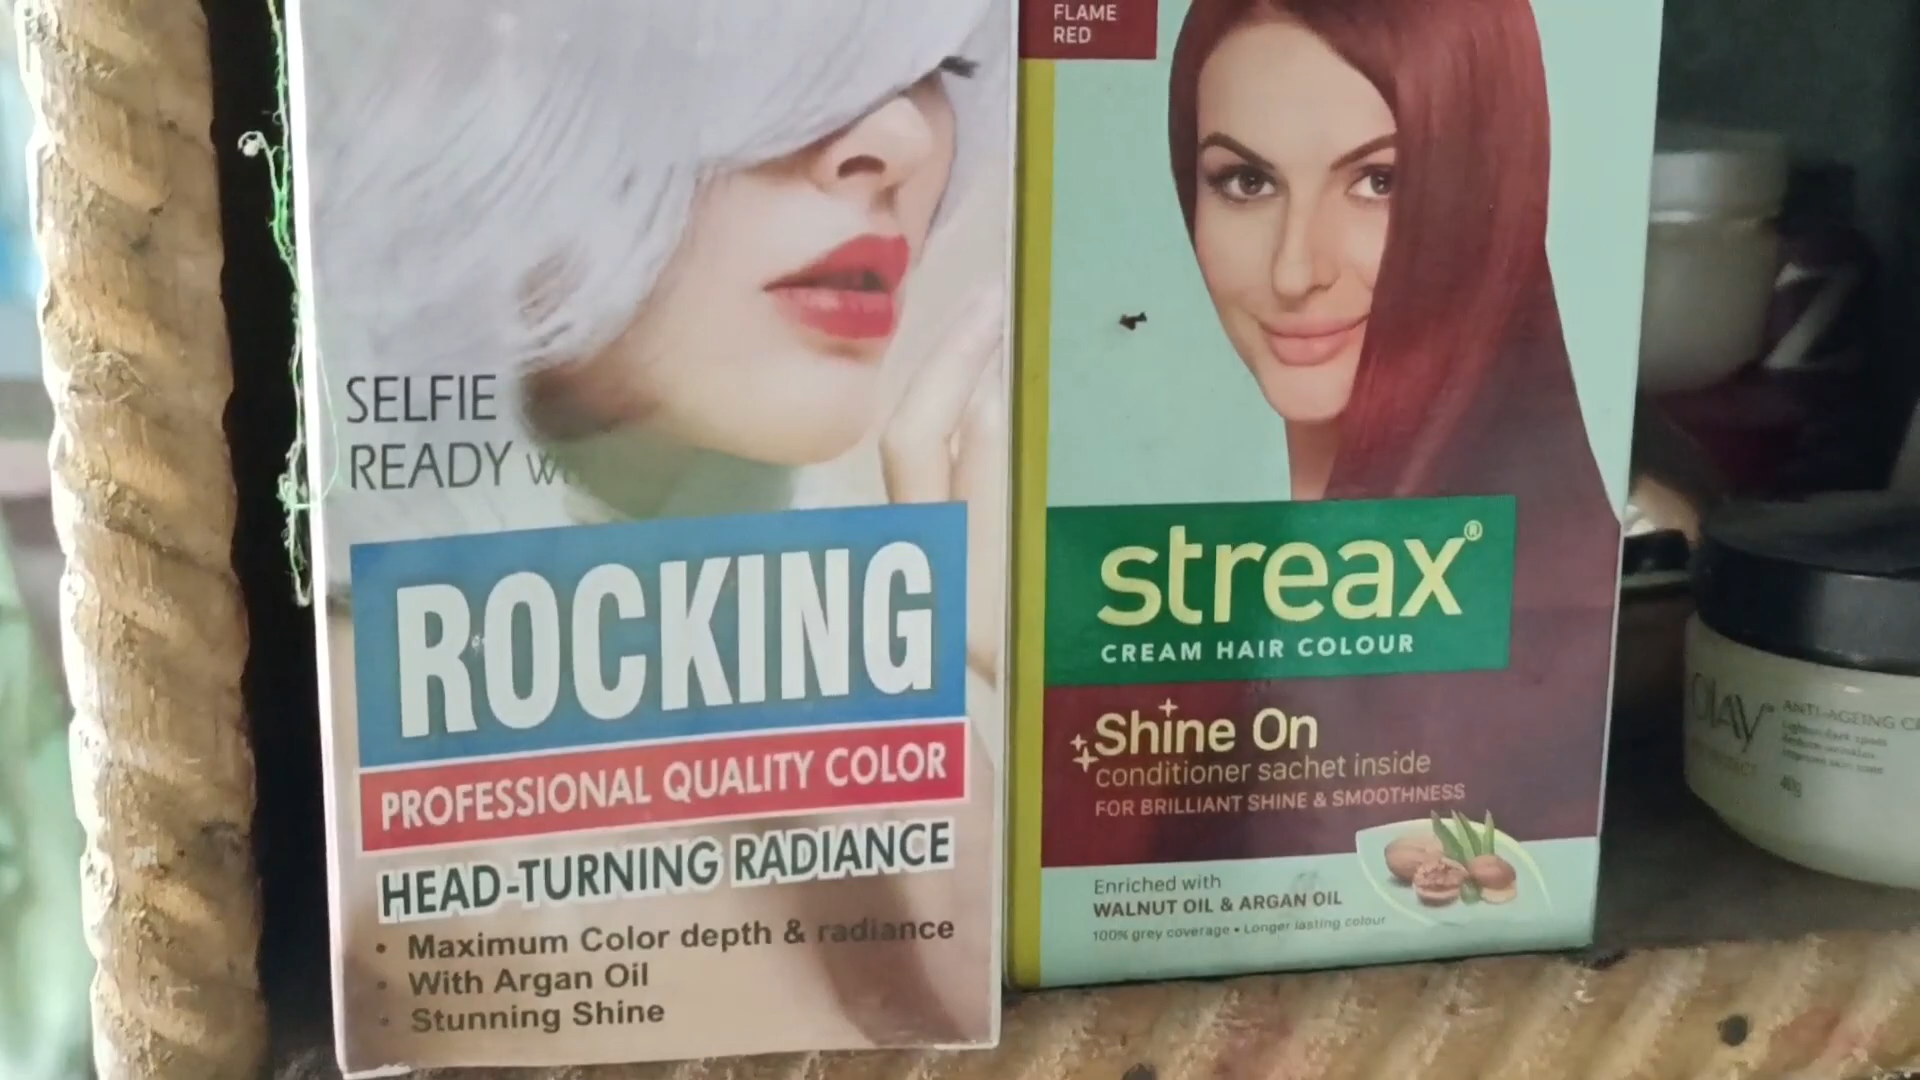 SELFIE
READY
ROCKING
PROFESSIONAL QUALITY COLOR
HEAD-TURNING RADIANCE
• Maximum Color depth & radiance
• With Argan Oil
• Stunning Shine
FLAME
RED
streax®
CREAM HAIR COLOUR
Shine On
conditioner sachet inside
FOR BRILLIANT SHINE & SMOOTHNESS
Enriched with
WALNUT OIL & ARGAN OIL
100% grey coverage • Longer lasting colour
OLAY
ANTI-AGEING
40g